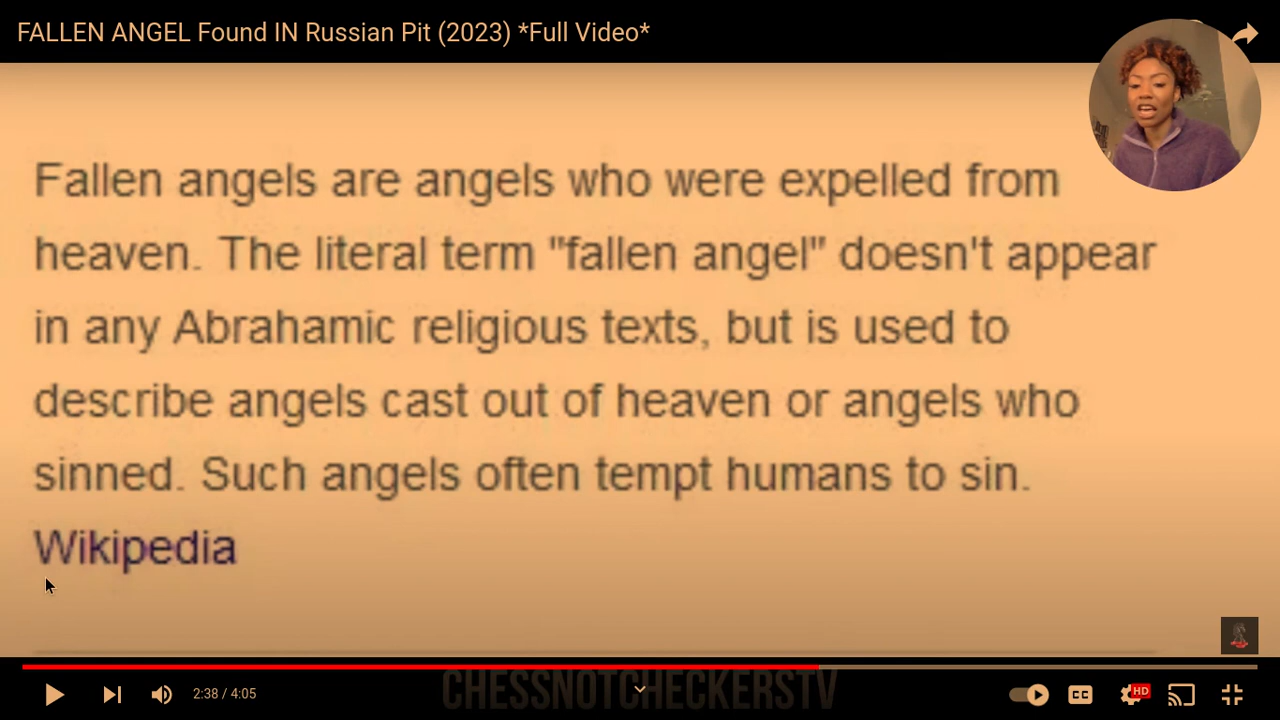 FALLEN ANGEL Found IN Russian Pit (2023) *Full Video*
Fallen angels are angels who were expelled from
heaven. The literal term "fallen angel" doesn't appear
in any Abrahamic religious texts, but is used to
describe angels cast out of heaven or angels who
sinned. Such angels often tempt humans to sin.
Wikipedia
CHESSNOTCHECKERSTV
2:38 / 4:05
CC
HD